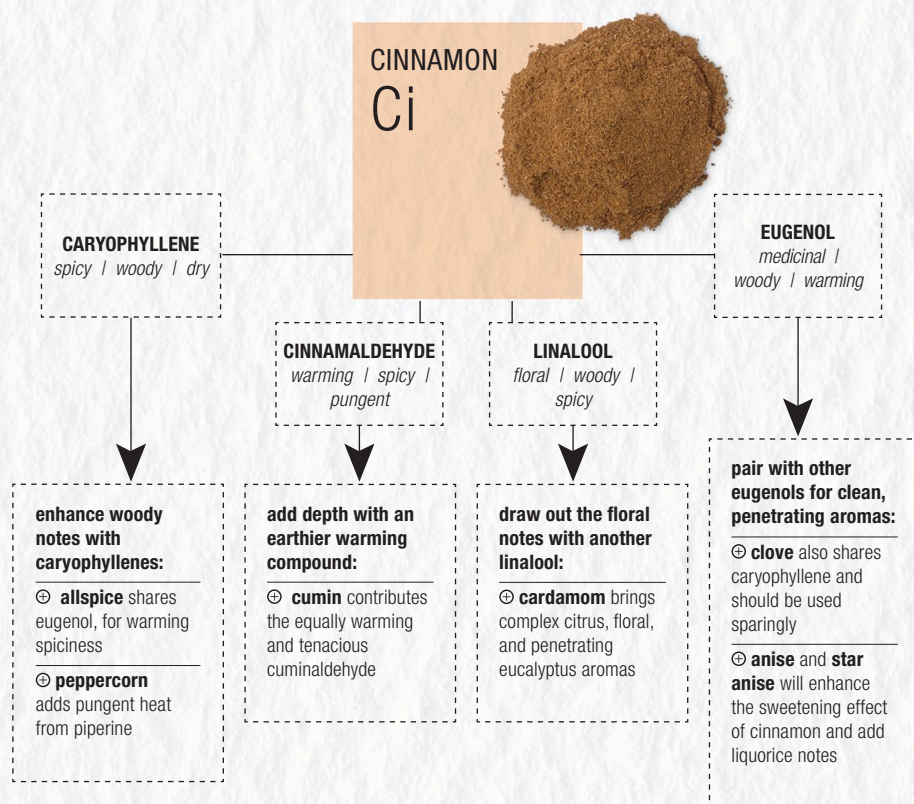 CINNAMON
Ci
CARYOPHYLLENE
spicy | woody | dry
EUGENOL
medicinal |
woody | warming
CINNAMALDEHYDE
warming | spicy |
pungent
LINALOOL
floral | woody |
spicy
enhance woody
notes with
caryophyllenes:
⊕ allspice shares
eugenol, for warming
spiciness
⊕ peppercorn
adds pungent heat
from piperine
add depth with an
earthier warming
compound:
⊕ cumin contributes
the equally warming
and tenacious
cuminaldehyde
draw out the floral
notes with another
linalool:
⊕ cardamom brings
complex citrus, floral,
and penetrating
eucalyptus aromas
pair with other
eugenols for clean,
penetrating aromas:
⊕ clove also shares
caryophyllene and
should be used
sparingly
⊕ anise and star
anise will enhance
the sweetening effect
of cinnamon and add
liquorice notes